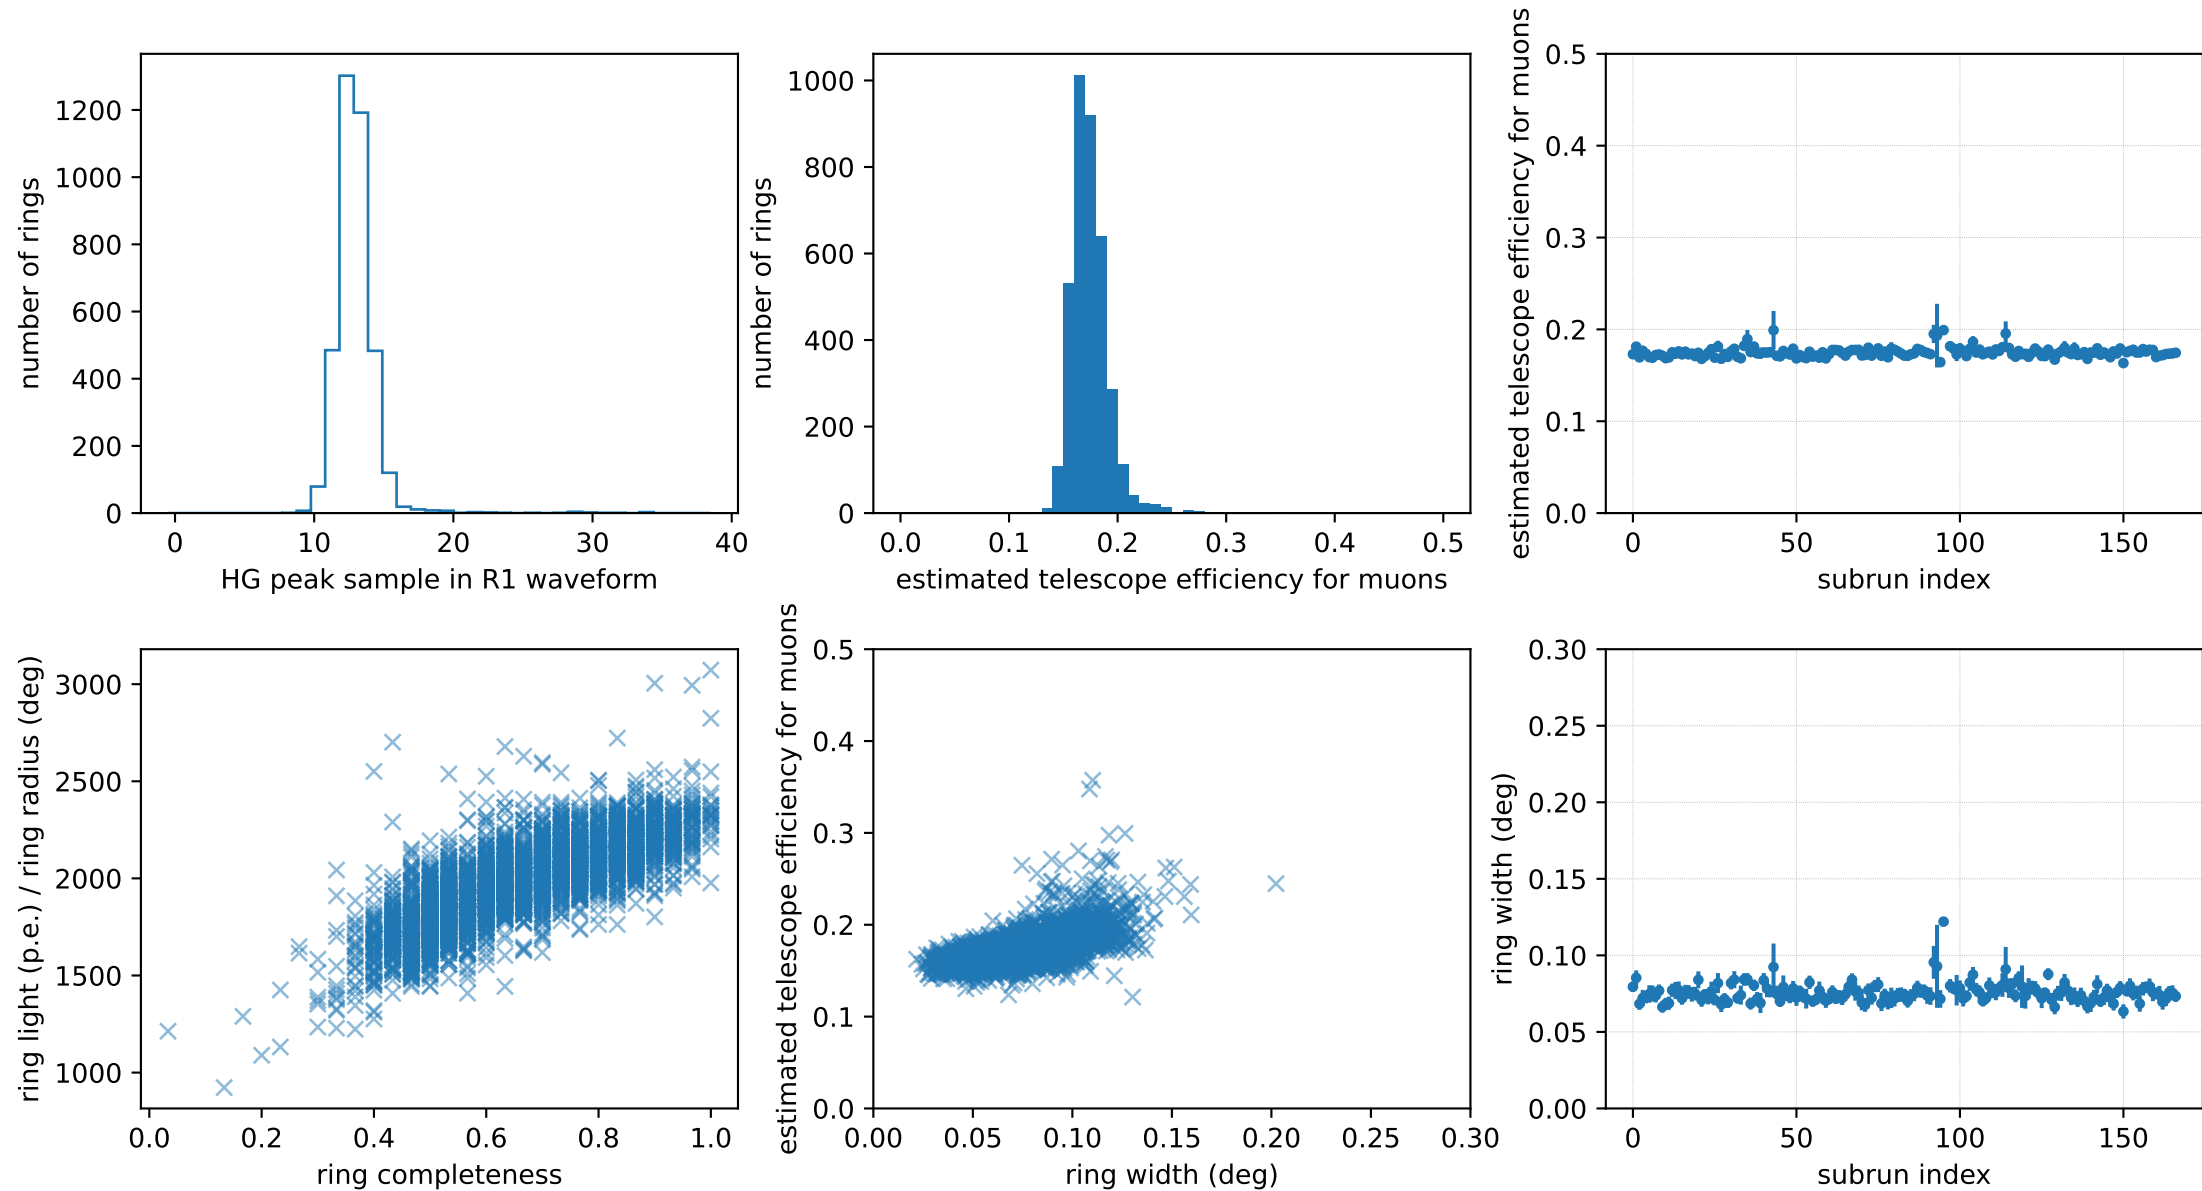 number of rings
1200
1000
800
600
400
200
0
0 10 20 30 40
HG peak sample in R1 waveform
number of rings
1000
800
600
400
200
0
0.0 0.1 0.2 0.3 0.4 0.5
estimated telescope efficiency for muons
estimated telescope efficiency for muons
0.5
0.4
0.3
0.2
0.1
0.0
0 50 100 150
subrun index
ring light (p.e.) / ring radius (deg)
3000
2500
2000
1500
1000
0.0 0.2 0.4 0.6 0.8 1.0
ring completeness
estimated telescope efficiency for muons
0.5
0.4
0.3
0.2
0.1
0.0
0.00 0.05 0.10 0.15 0.20 0.25 0.30
ring width (deg)
ring width (deg)
0.30
0.25
0.20
0.15
0.10
0.05
0.00
0 50 100 150
subrun index